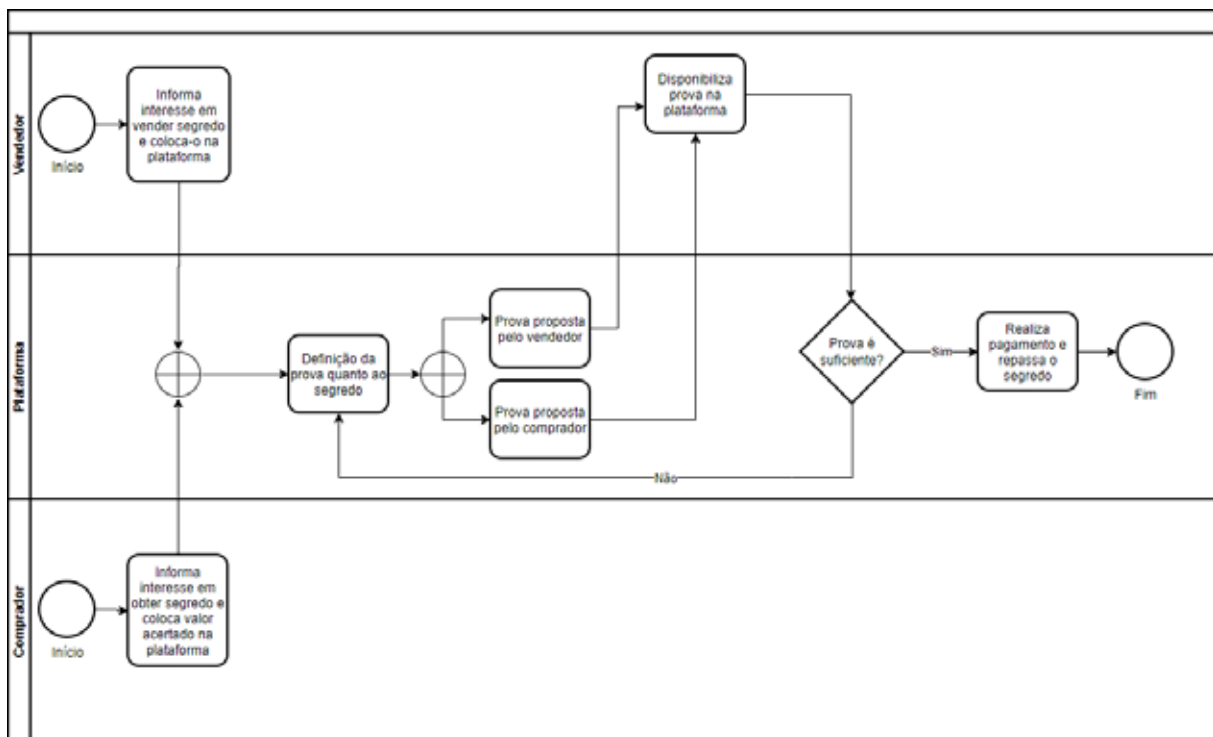 Vendedor
Início
Informa
interesse em
vender segredo
e coloca-o na
plataforma
Disponibiliza
prova na
plataforma
Plataforma
Definição da
prova quanto ao
segredo
Prova proposta
pelo vendedor
Prova proposta
pelo comprador
Prova é
suficiente?
Sim
Não
Realiza
pagamento e
repassa o
segredo
Fim
Comprador
Início
Informa
interesse em
obter segredo e
coloca valor
acertado na
plataforma